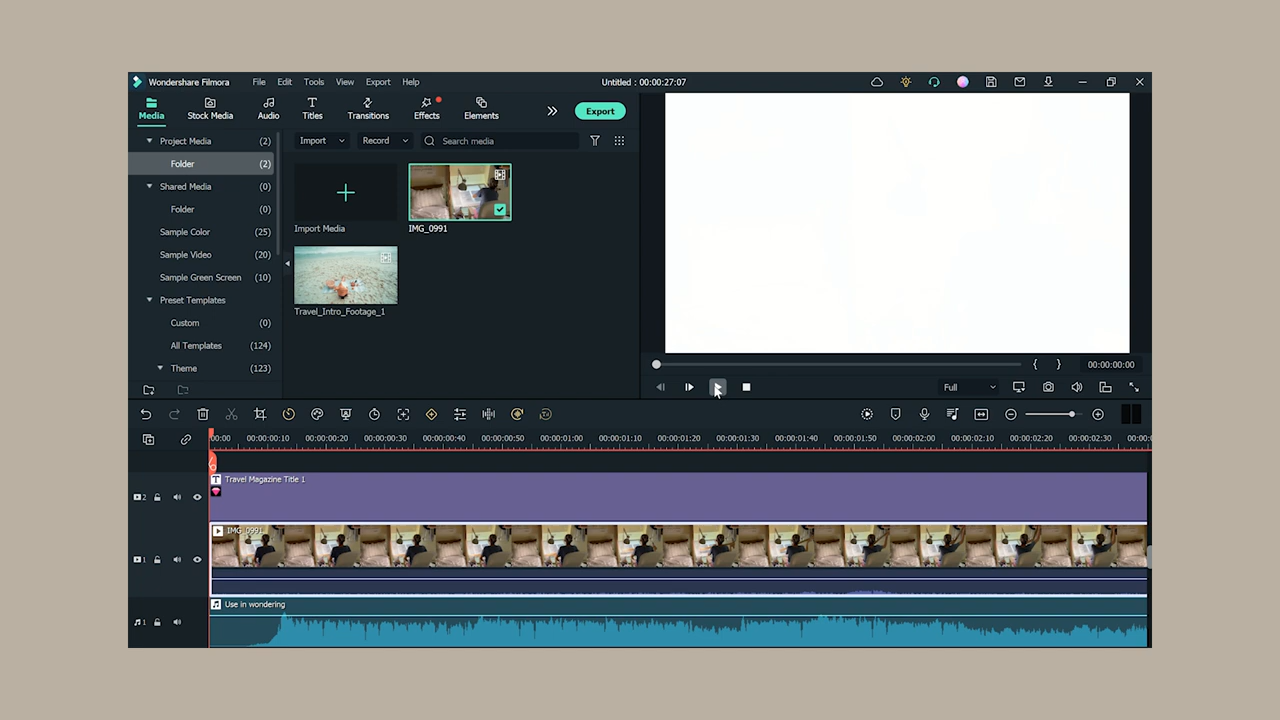 Wondershare Filmora File Edit Tools View Export Help Untitled : 00:00:27:07
Media Stock Media Audio Titles Transitions Effects Elements Export
Project Media (2) Import Record Search media
Folder (2)
Shared Media (0)
Folder (0)
Sample Color (25)
Sample Video (20)
Sample Green Screen (10)
Preset Templates
Custom (0)
All Templates (124)
Theme (123)
Import Media IMG_0991
Travel_Intro_Footage_1
00:00:00:00
Full
00:00 00:00:00:10 00:00:00:20 00:00:00:30 00:00:00:40 00:00:00:50 00:00:01:00 00:00:01:10 00:00:01:20 00:00:01:30 00:00:01:40 00:00:01:50 00:00:02:00 00:00:02:10 00:00:02:20 00:00:02:30 00:00:0
Travel Magazine Title 1
2
IMG_0991
1
Use in wondering
1